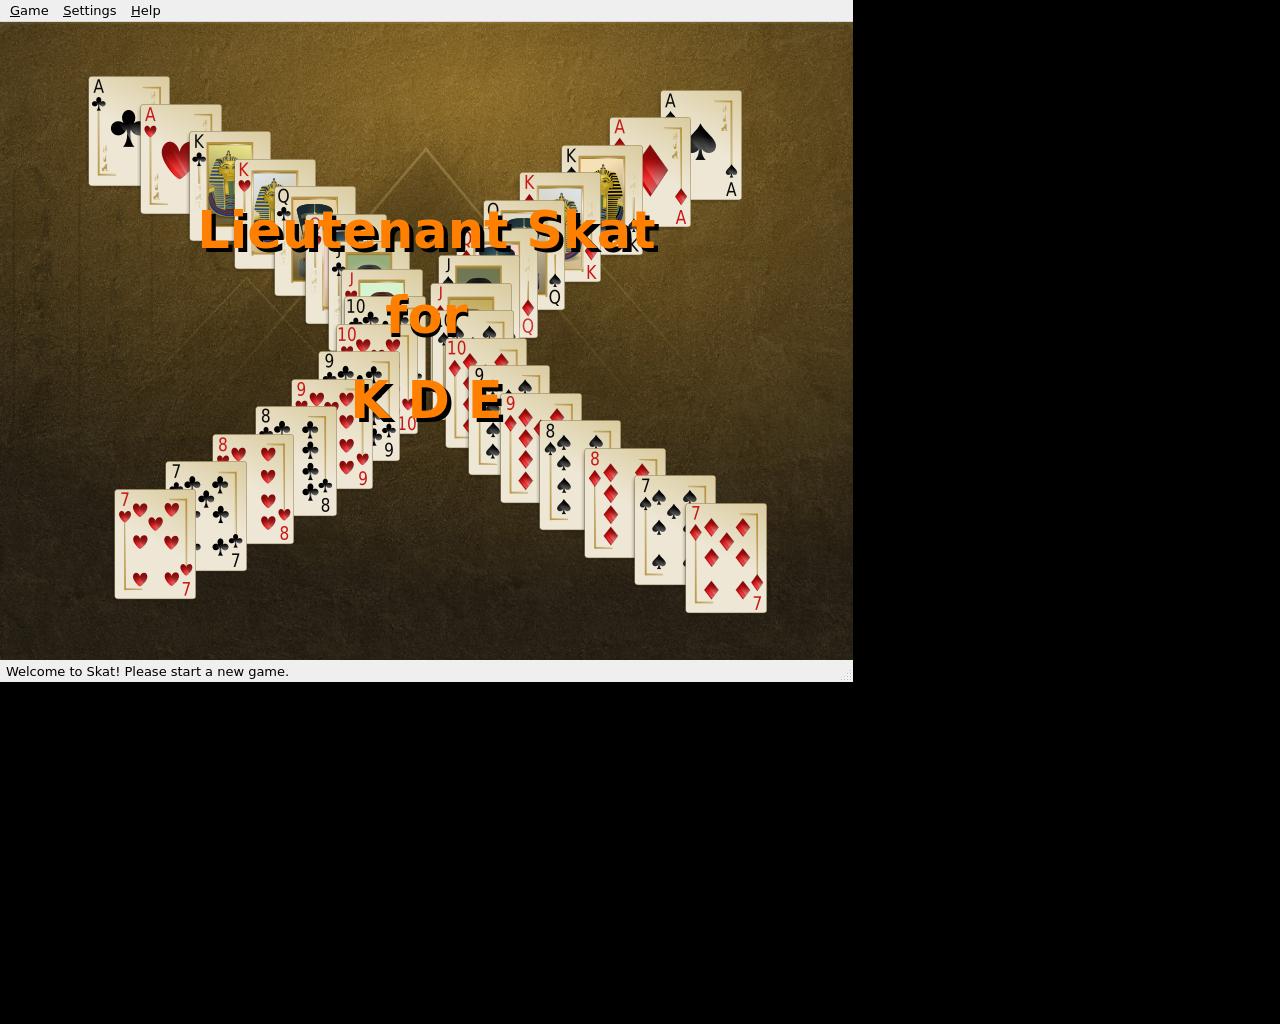 Game Settings Help
Lieutenant Skat
for
K D E
Welcome to Skat! Please start a new game.